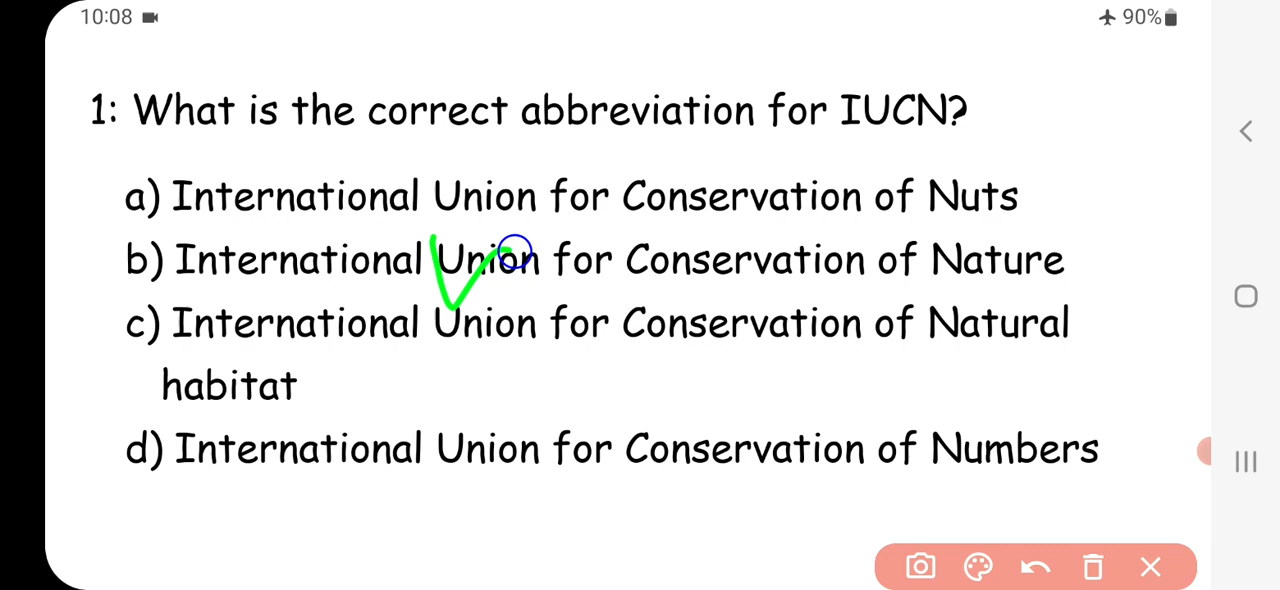 10:08
90%
1: What is the correct abbreviation for IUCN?
a) International Union for Conservation of Nuts
b) International Union for Conservation of Nature
c) International Union for Conservation of Natural
habitat
d) International Union for Conservation of Numbers